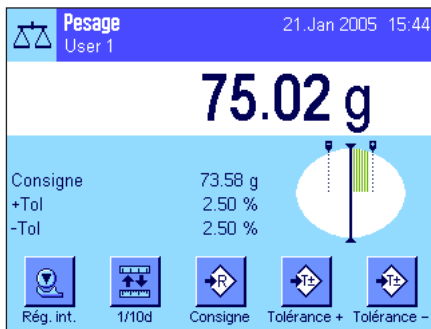 Pesage 21.Jan 2005 15:44
User 1
75.02 g
Consigne 73.58 g
+Tol 2.50 %
-Tol 2.50 %
R T± T±
Rég. int. 1/10d Consigne Tolérance + Tolérance -